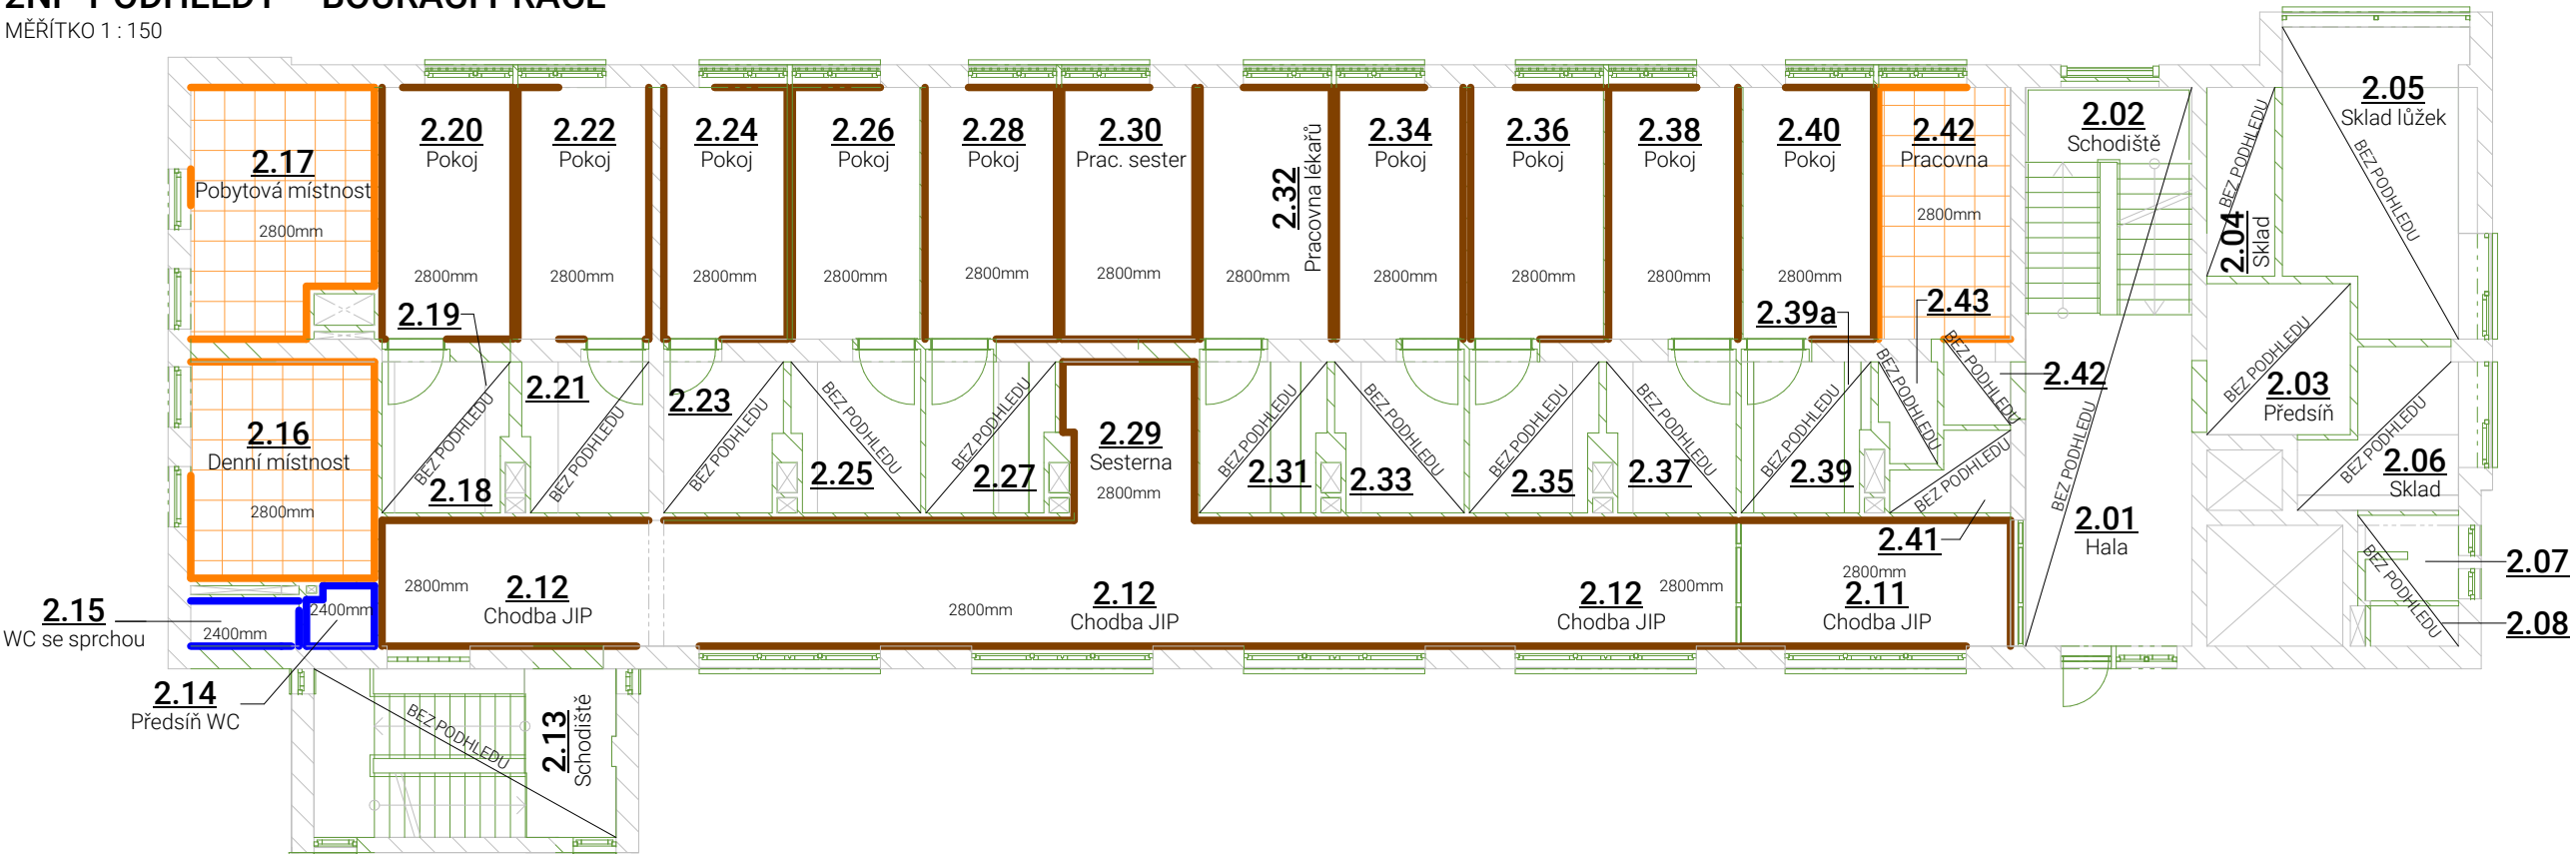 2NP PODHLEDY - BOURACÍ PRÁCE
MĚŘÍTKO 1 : 150
2.17
Pobytová místnost
2800mm
2.20
Pokoj
2800mm
2.22
Pokoj
2800mm
2.24
Pokoj
2800mm
2.26
Pokoj
2800mm
2.28
Pokoj
2800mm
2.30
Prac. sester
2800mm
2.32
Pracovna lékařů
2800mm
2.34
Pokoj
2800mm
2.36
Pokoj
2800mm
2.38
Pokoj
2800mm
2.40
Pokoj
2800mm
2.42
Pracovna
2800mm
2.02
Schodiště
2.04
Sklad
BEZ PODHLEDU
2.05
Sklad lůžek
BEZ PODHLEDU
2.19
2.39a
2.43
2.16
Denní místnost
2800mm
2.18
BEZ PODHLEDU
2.21
BEZ PODHLEDU
2.23
BEZ PODHLEDU
2.25
BEZ PODHLEDU
2.27
BEZ PODHLEDU
2.29
Sesterna
2800mm
2.31
BEZ PODHLEDU
2.33
BEZ PODHLEDU
2.35
BEZ PODHLEDU
2.37
BEZ PODHLEDU
2.39
BEZ PODHLEDU
BEZ PODHLEDU
BEZ PODHLEDU
2.42
BEZ PODHLEDU
2.41
BEZ PODHLEDU
2.01
Hala
2.03
Předsíň
BEZ PODHLEDU
2.06
Sklad
BEZ PODHLEDU
2.07
2.08
BEZ PODHLEDU
2800mm
2.12
Chodba JIP
2800mm
2.12
Chodba JIP
2.12
Chodba JIP
2800mm
2800mm
2.11
Chodba JIP
2.15
WC se sprchou
2400mm
2400mm
2.14
Předsíň WC
2.13
Schodiště
BEZ PODHLEDU